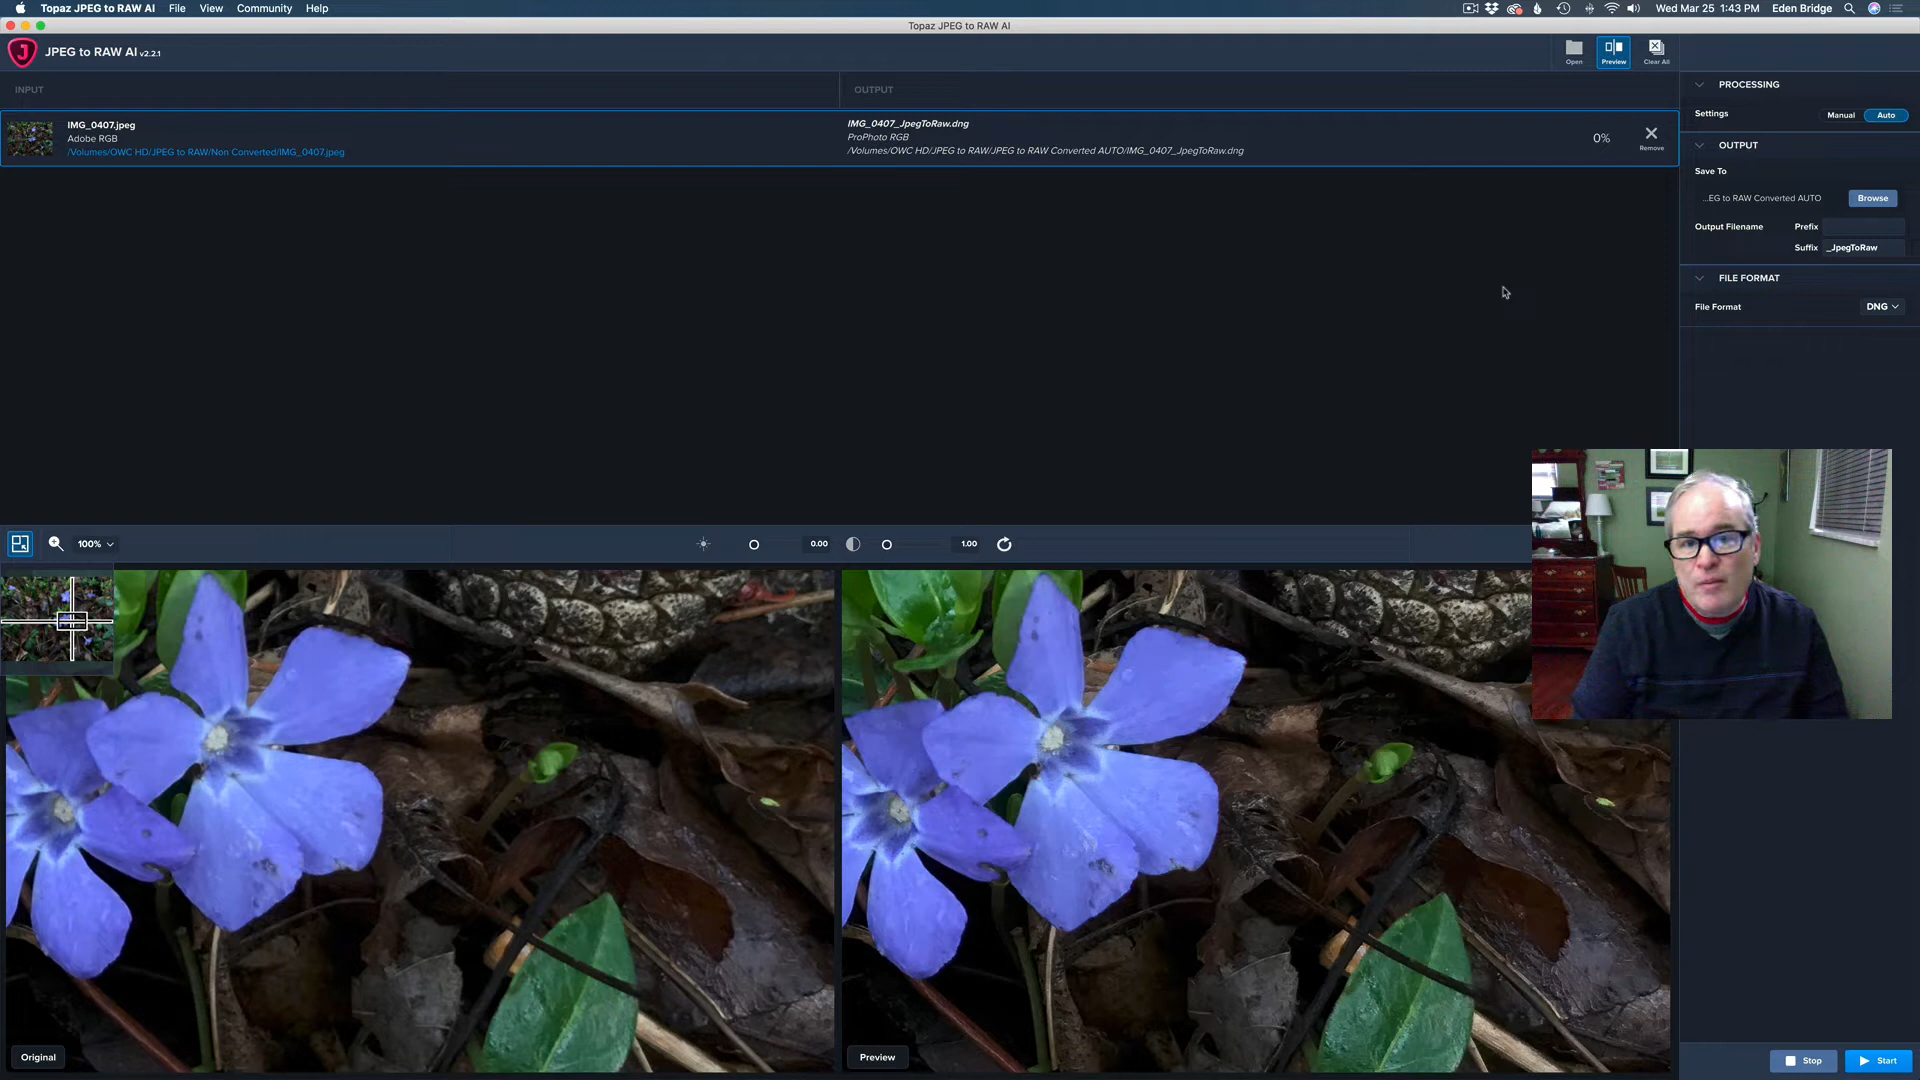 Topaz JPEG to RAW AI File View Community Help Wed Mar 25 1:43 PM Eden Bridge
Topaz JPEG to RAW AI
JPEG to RAW AI v2.2.1
Open Preview Clear All
INPUT OUTPUT
IMG_0407.jpeg
Adobe RGB
/Volumes/OWC HD/JPEG to RAW/Non Converted/IMG_0407.jpeg
IMG_0407_JpegToRaw.dng
ProPhoto RGB
/Volumes/OWC HD/JPEG to RAW/JPEG to RAW Converted AUTO/IMG_0407_JpegToRaw.dng
0%
Remove
PROCESSING
Settings Manual Auto
OUTPUT
Save To
...EG to RAW Converted AUTO Browse
Output Filename Prefix
Suffix _JpegToRaw
FILE FORMAT
File Format DNG
100% 0.00 1.00
Original Preview
Stop Start